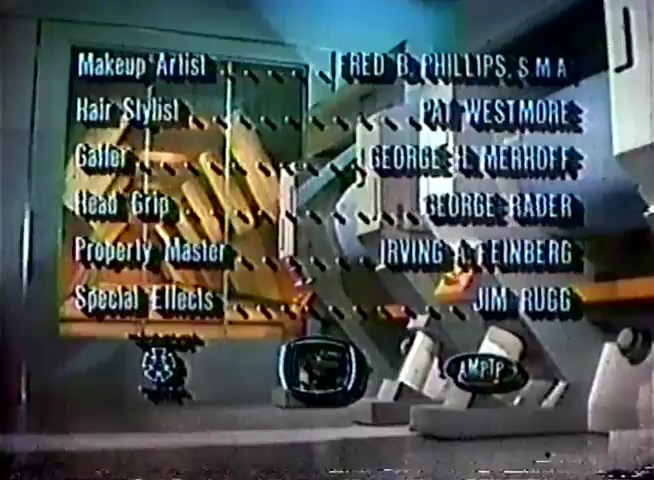 Makeup Artist . . . . . FRED B. PHILLIPS, S M A
Hair Stylist . . . . . . . . PAT WESTMORE
Gaffer . . . . . . . . GEORGE H. MERHOFF
Head Grip . . . . . . . . GEORGE RADER
Property Master . . . . . . IRVING A. FEINBERG
Special Effects . . . . . . . . . JIM RUGG
AMPTP